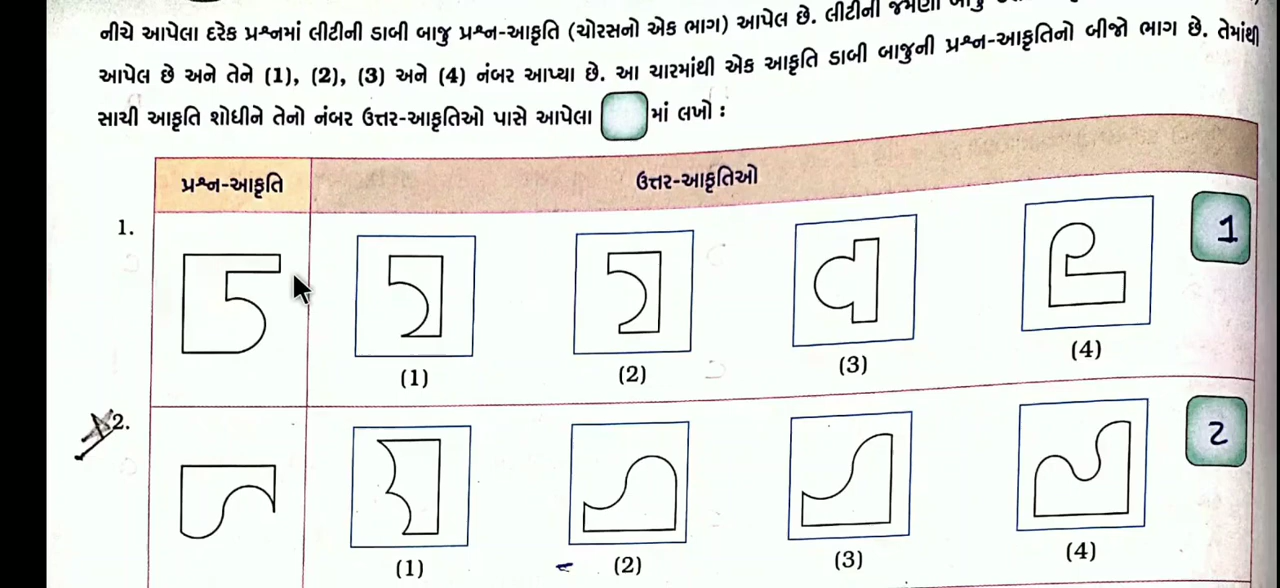 નીચે આપેલા દરેક પ્રશ્નમાં લીટીની ડાબી બાજુ પ્રશ્ન-આકૃતિ (ચોરસનો એક ભાગ) આપેલ છે. લીટીની જમણી બાજુ
આપેલ છે અને તેને (1), (2), (3) અને (4) નંબર આપ્યા છે. આ ચારમાંથી એક આકૃતિ ડાબી બાજુની પ્રશ્ન-આકૃતિનો બીજો ભાગ છે. તેમાંથી
સાચી આકૃતિ શોધીને તેનો નંબર ઉત્તર-આકૃતિઓ પાસે આપેલા માં લખો :
પ્રશ્ન-આકૃતિ ઉત્તર-આકૃતિઓ
1. 1
(1) (2) (3) (4)
2. 2
(1) (2) (3) (4)